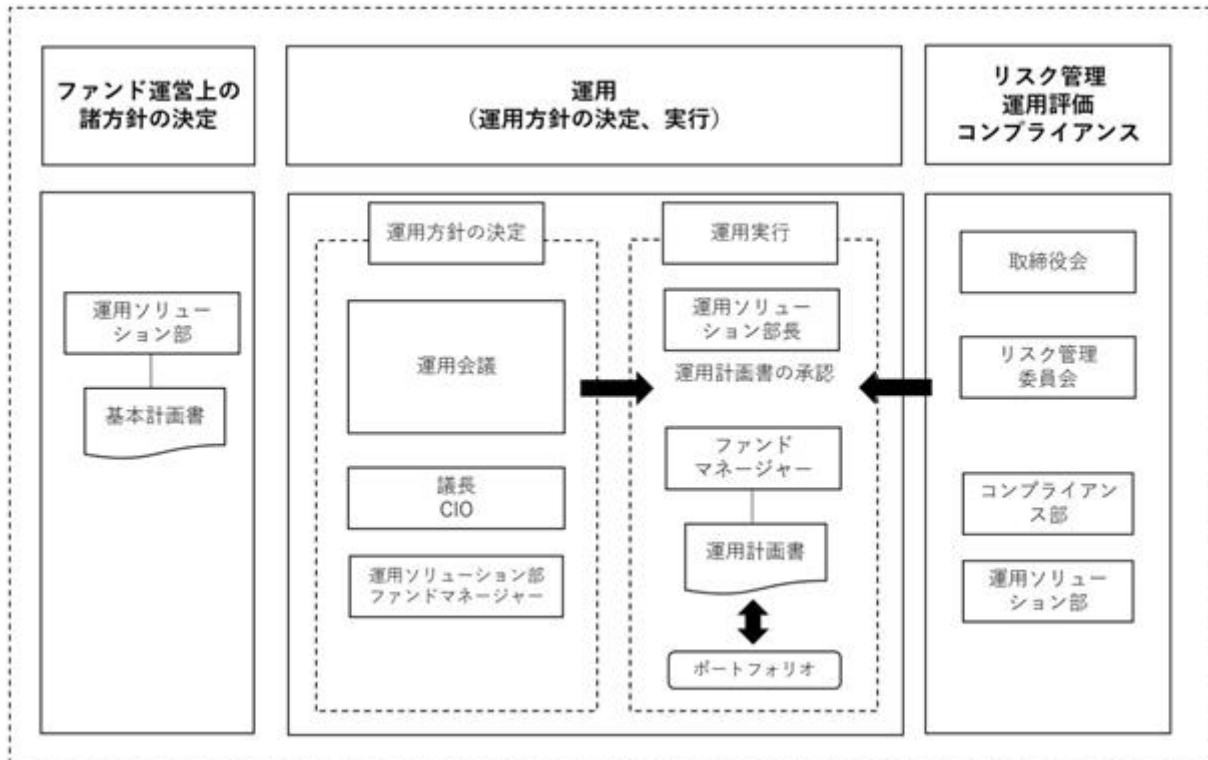 ファンド運営上の
諸方針の決定
運用
（運用方針の決定、実行）
リスク管理
運用評価
コンプライアンス
運用ソリュー
ション部
基本計画書
運用方針の決定
運用会議
議長
CIO
運用ソリューション部
ファンドマネージャー
運用実行
運用ソリュー
ション部長
運用計画書の承認
ファンド
マネージャー
運用計画書
ポートフォリオ
取締役会
リスク管理
委員会
コンプライアン
ス部
運用ソリュー
ション部